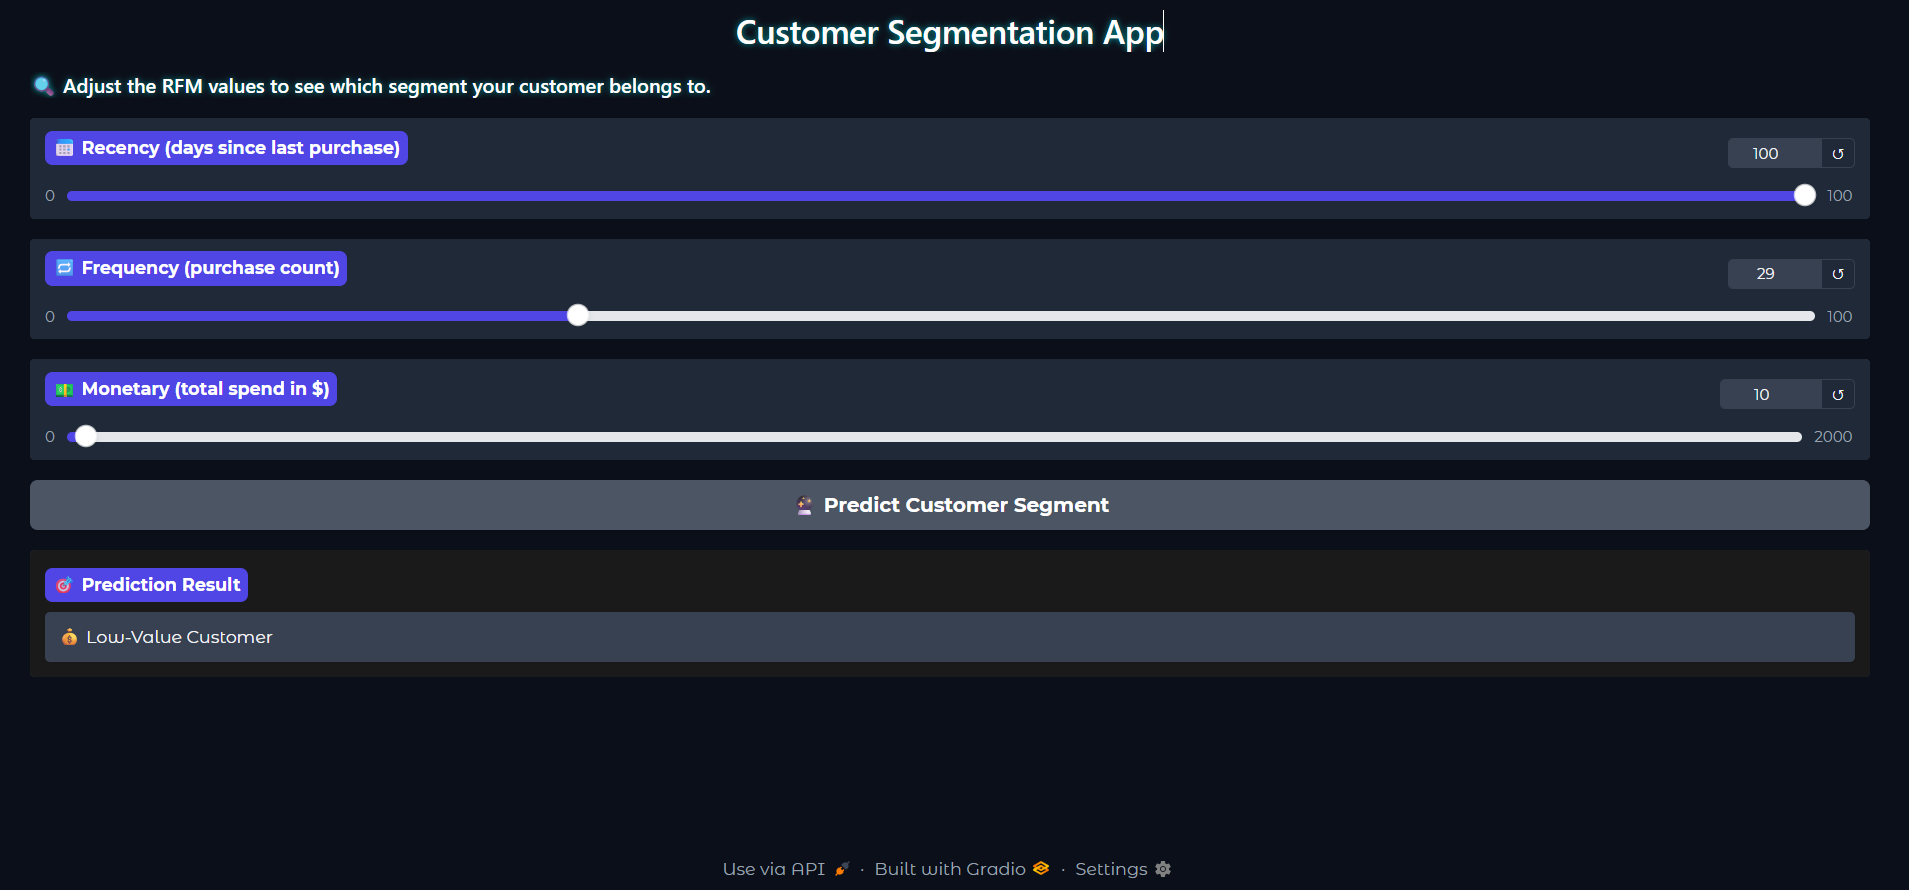 Customer Segmentation App
🔍 Adjust the RFM values to see which segment your customer belongs to.
📅 Recency (days since last purchase)
100 ↺
0 100
🔁 Frequency (purchase count)
29 ↺
0 100
💵 Monetary (total spend in $)
10 ↺
0 2000
🔮 Predict Customer Segment
🎯 Prediction Result
💰 Low-Value Customer
Use via API 🚀 · Built with Gradio · Settings ⚙